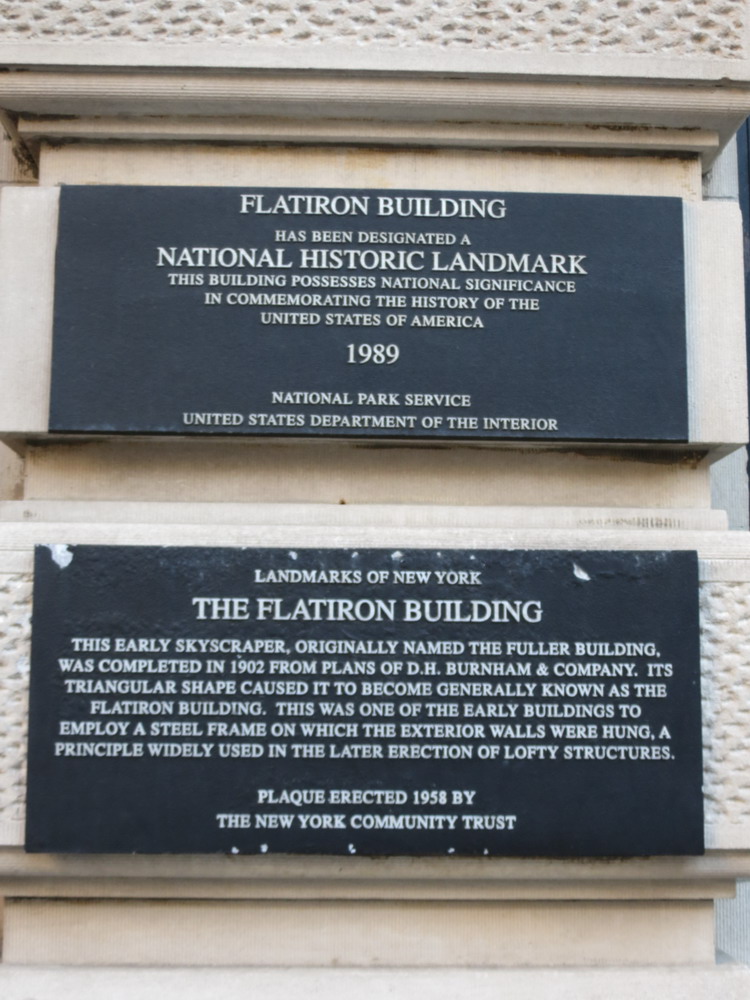 FLATIRON BUILDING
HAS BEEN DESIGNATED A
NATIONAL HISTORIC LANDMARK
THIS BUILDING POSSESSES NATIONAL SIGNIFICANCE
IN COMMEMORATING THE HISTORY OF THE
UNITED STATES OF AMERICA
1989
NATIONAL PARK SERVICE
UNITED STATES DEPARTMENT OF THE INTERIOR
LANDMARKS OF NEW YORK
THE FLATIRON BUILDING
THIS EARLY SKYSCRAPER, ORIGINALLY NAMED THE FULLER BUILDING,
WAS COMPLETED IN 1902 FROM PLANS OF D.H. BURNHAM & COMPANY. ITS
TRIANGULAR SHAPE CAUSED IT TO BECOME GENERALLY KNOWN AS THE
FLATIRON BUILDING. THIS WAS ONE OF THE EARLY BUILDINGS TO
EMPLOY A STEEL FRAME ON WHICH THE EXTERIOR WALLS WERE HUNG, A
PRINCIPLE WIDELY USED IN THE LATER ERECTION OF LOFTY STRUCTURES.
PLAQUE ERECTED 1958 BY
THE NEW YORK COMMUNITY TRUST